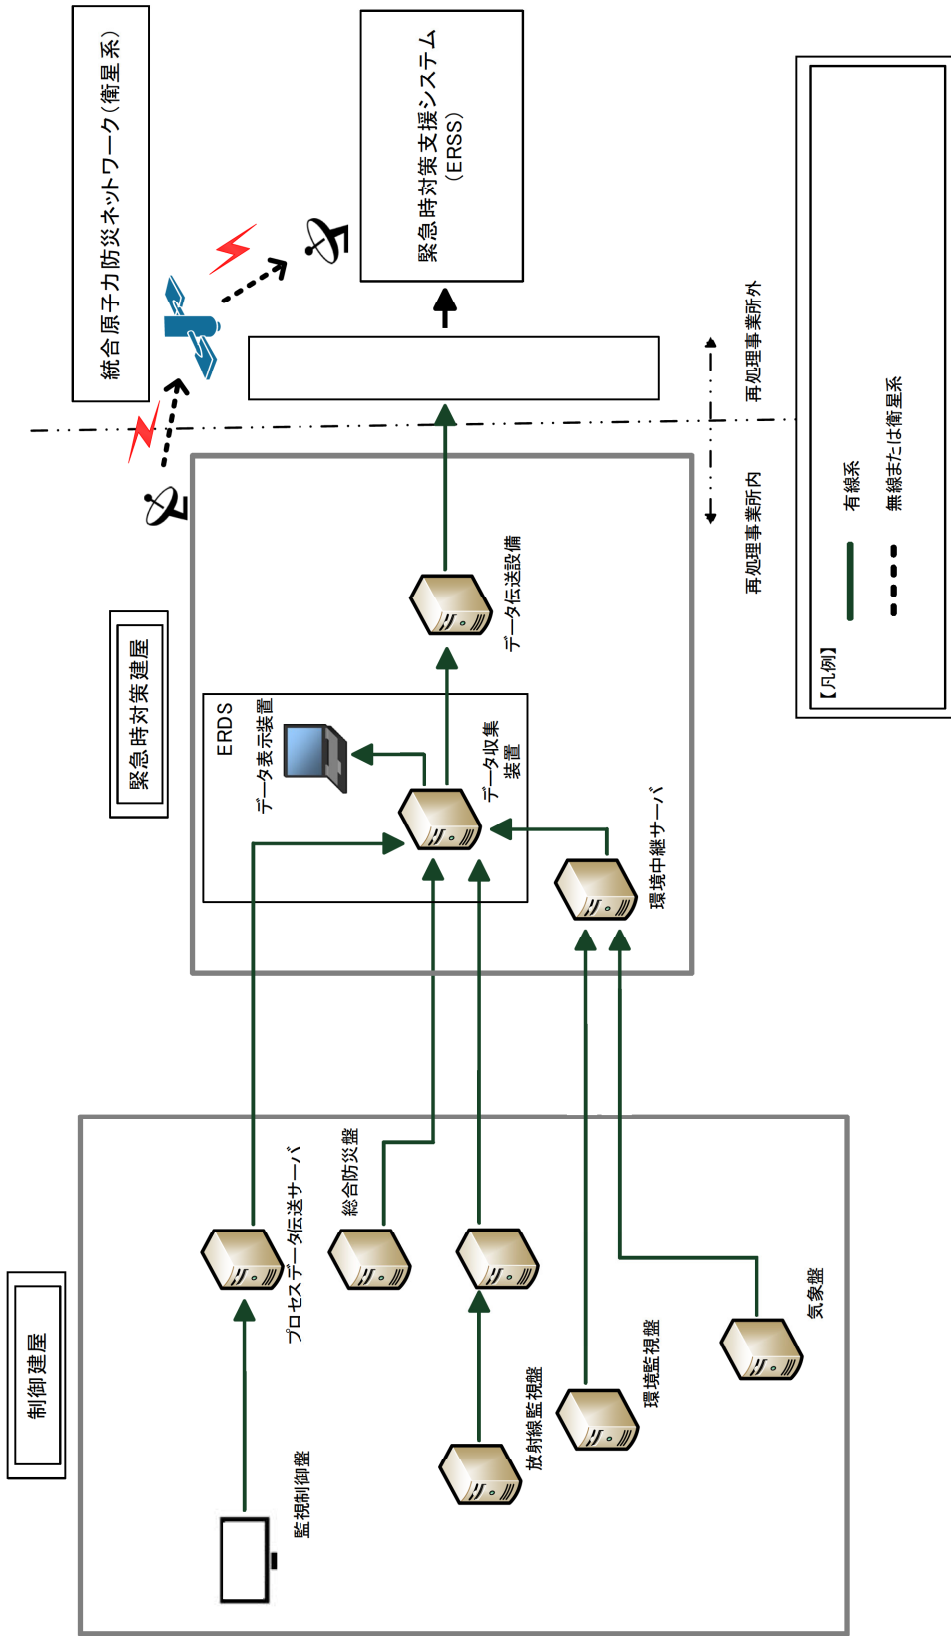 制御建屋
監視制御盤
プロセスデータ伝送サーバ
総合防災盤
放射線監視盤
環境監視盤
気象盤
緊急時対策建屋
ERDS
データ表示装置
データ収集
装置
環境中継サーバ
データ伝送設備
統合原子力防災ネットワーク(衛星系)
緊急時対策支援システム
(ERSS)
再処理事業所内
再処理事業所外
【凡例】
有線系
無線または衛星系